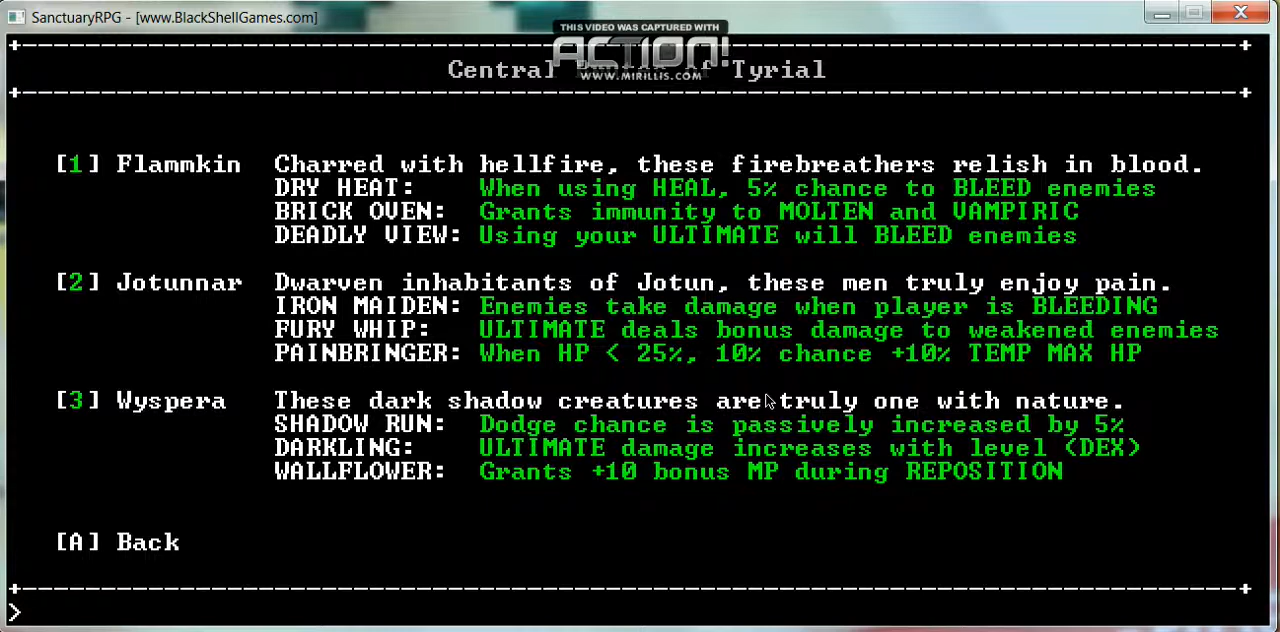 SanctuaryRPG - [www.BlackShellGames.com]
THIS VIDEO WAS CAPTURED WITH
ACTION!
WWW.MIRILLIS.COM
Central of Tyrial
[1] Flammkin Charred with hellfire, these firebreathers relish in blood.
DRY HEAT: When using HEAL, 5% chance to BLEED enemies
BRICK OVEN: Grants immunity to MOLTEN and VAMPIRIC
DEADLY VIEW: Using your ULTIMATE will BLEED enemies
[2] Jotunnar Dwarven inhabitants of Jotun, these men truly enjoy pain.
IRON MAIDEN: Enemies take damage when player is BLEEDING
FURY WHIP: ULTIMATE deals bonus damage to weakened enemies
PAINBRINGER: When HP < 25%, 10% chance +10% TEMP MAX HP
[3] Wyspera These dark shadow creatures are truly one with nature.
SHADOW RUN: Dodge chance is passively increased by 5%
DARKLING: ULTIMATE damage increases with level (DEX)
WALLFLOWER: Grants +10 bonus MP during REPOSITION
[A] Back
>